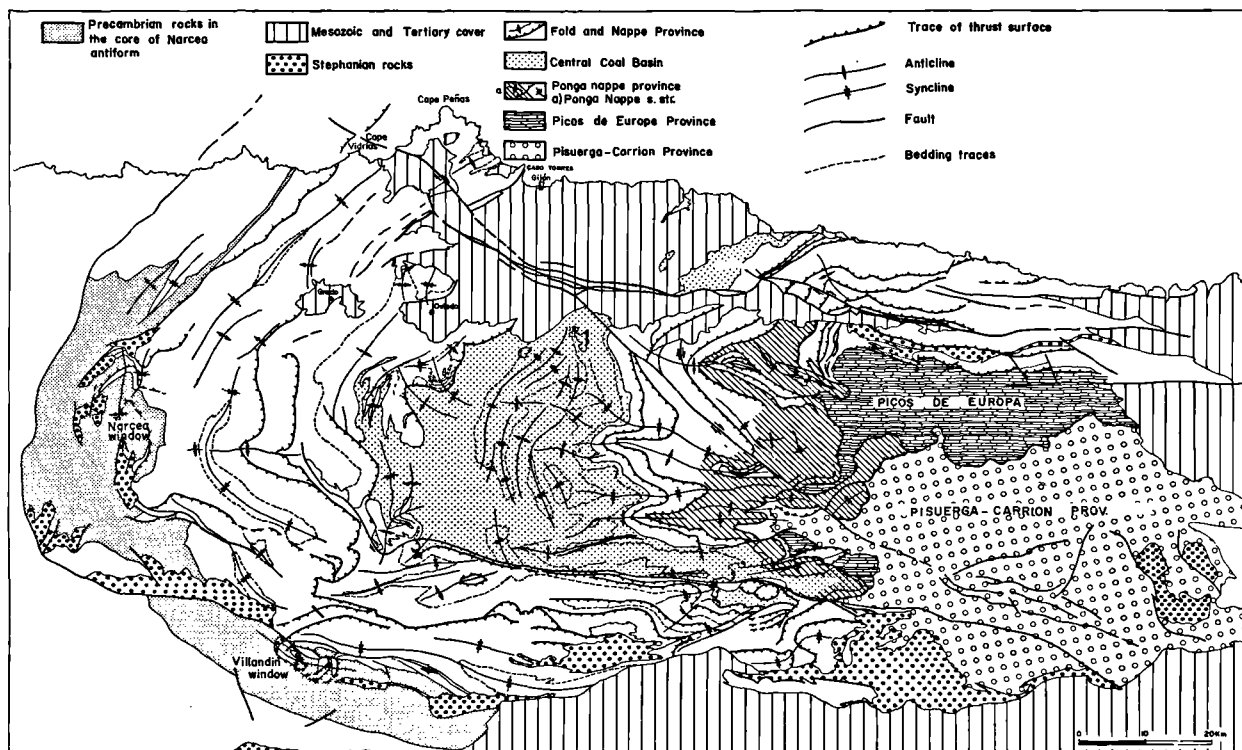 Precambrian rocks in
the core of Narcea
antiform
Mesozoic and Tertiary cover
Stephanian rocks
Fold and Nappe Province
Central Coal Basin
a
Ponga nappe province
a) Ponga Nappe s. str.
Picos de Europe Province
Pisuerga-Carrion Province
Trace of thrust surface
Anticline
Syncline
Fault
Bedding traces
Cape Peñas
Cape
Vidrias
CABO TORRES
Gijón
Grado
Oviedo
Narcea
window
PICOS DE EUROPA
PISUERGA-CARRION PROV.
Villandin
window
0 10 20Km